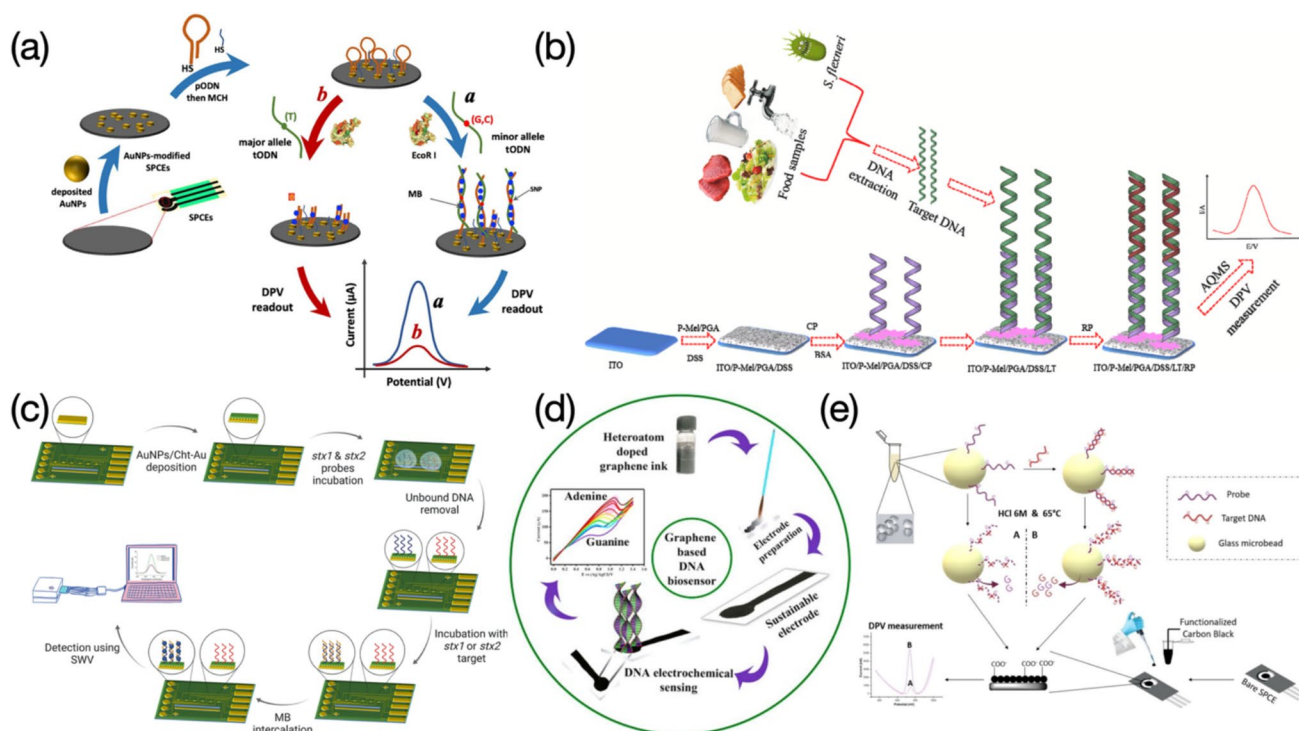 (a)
HS
HS
pODN
then MCH
AuNPs-modified
SPCEs
deposited
AuNPs
SPCEs
b
a
(T)
(G,C)
major allele
tODN
EcoR I
minor allele
tODN
MB
SNP
DPV
readout
DPV
readout
Current (µA)
a
b
Potential (V)
(b)
S. flexneri
Food samples
DNA
extraction
Target DNA
I/A
E/V
AQMS
DPV
measurement
P-Mel/PGA
DSS
CP
BSA
RP
ITO
ITO/P-Mel/PGA/DSS
ITO/P-Mel/PGA/DSS/CP
ITO/P-Mel/PGA/DSS/LT
ITO/P-Mel/PGA/DSS/LT/RP
(c)
AuNPs/Cht-Au
deposition
stx1 & stx2
probes
incubation
Unbound DNA
removal
Incubation with
stx1 or stx2
target
MB
intercalation
Detection using
SWV
(d)
Heteroatom
doped
graphene ink
Electrode
preparation
Adenine
Guanine
Graphene
based DNA
biosensor
Sustainable
electrode
DNA electrochemical
sensing
(e)
HCl 6M & 65°C
A
B
Probe
Target DNA
Glass microbead
DPV measurement
B
A
COO⁻
COO⁻
COO⁻
Functionalized
Carbon Black
Bare SPCE